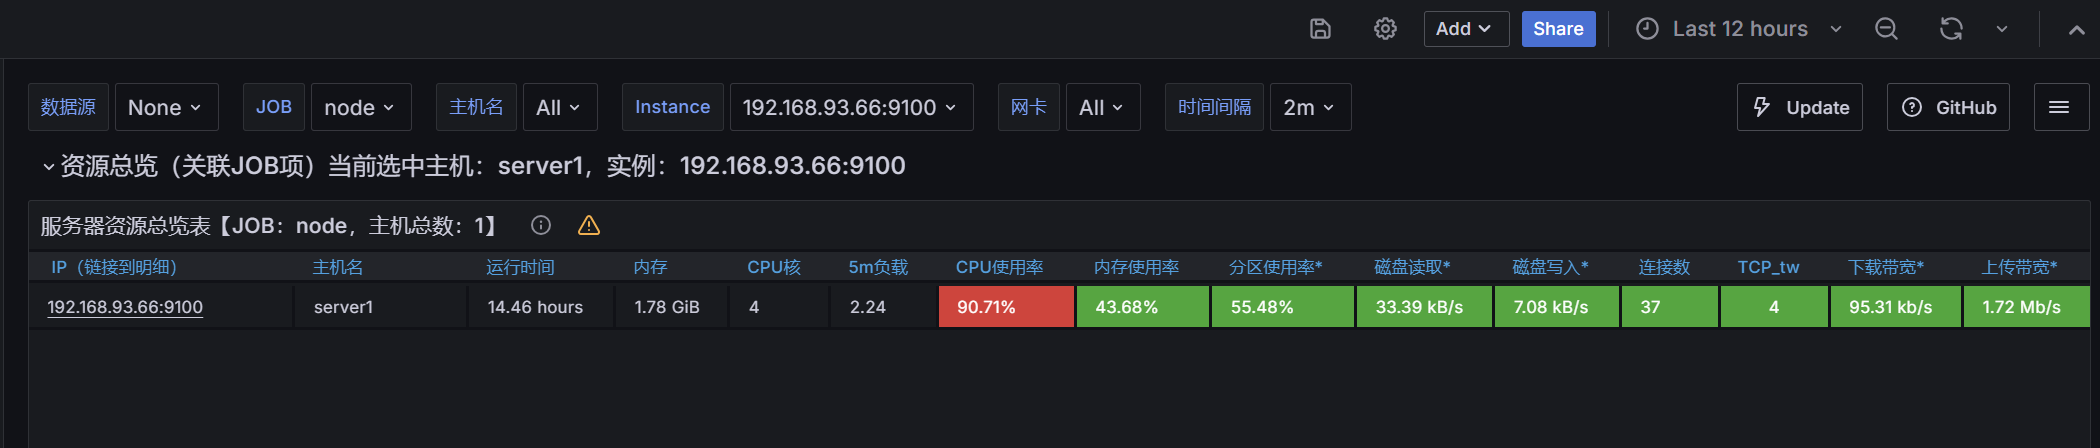 Add Share Last 12 hours
数据源 None JOB node 主机名 All Instance 192.168.93.66:9100 网卡 All 时间间隔 2m Update GitHub
资源总览（关联JOB项）当前选中主机：server1，实例：192.168.93.66:9100
服务器资源总览表【JOB：node，主机总数：1】
IP（链接到明细） 主机名 运行时间 内存 CPU核 5m负载 CPU使用率 内存使用率 分区使用率* 磁盘读取* 磁盘写入* 连接数 TCP_tw 下载带宽* 上传带宽*
192.168.93.66:9100 server1 14.46 hours 1.78 GiB 4 2.24 90.71% 43.68% 55.48% 33.39 kB/s 7.08 kB/s 37 4 95.31 kb/s 1.72 Mb/s